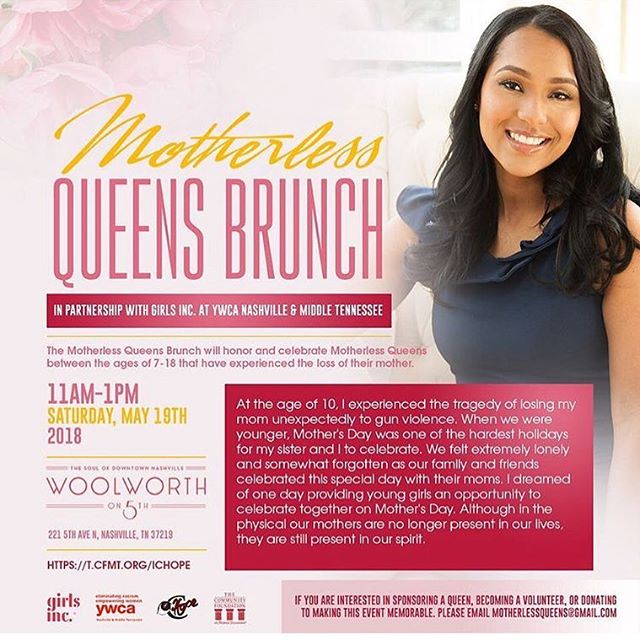 Motherless
QUEENS BRUNCH
IN PARTNERSHIP WITH GIRLS INC. AT YWCA NASHVILLE & MIDDLE TENNESSEE
The Motherless Queens Brunch will honor and celebrate Motherless Queens
between the ages of 7-18 that have experienced the loss of their mother.
11AM-1PM
SATURDAY, MAY 19TH
2018
THE SOUL OF DOWNTOWN NASHVILLE
WOOLWORTH
ON 5TH
221 5TH AVE N, NASHVILLE, TN 37219
HTTPS://T.CFMT.ORG/ICHOPE
At the age of 10, I experienced the tragedy of losing my
mom unexpectedly to gun violence. When we were
younger, Mother's Day was one of the hardest holidays
for my sister and I to celebrate. We felt extremely lonely
and somewhat forgotten as our family and friends
celebrated this special day with their moms. I dreamed
of one day providing young girls an opportunity to
celebrate together on Mother's Day. Although in the
physical our mothers are no longer present in our lives,
they are still present in our spirit.
girls
inc.
eliminating racism
empowering women
ywca
Nashville & Middle Tennessee
THE
COMMUNITY
FOUNDATION
IF YOU ARE INTERESTED IN SPONSORING A QUEEN, BECOMING A VOLUNTEER, OR DONATING
TO MAKING THIS EVENT MEMORABLE. PLEASE EMAIL MOTHERLESSQUEENS@GMAIL.COM